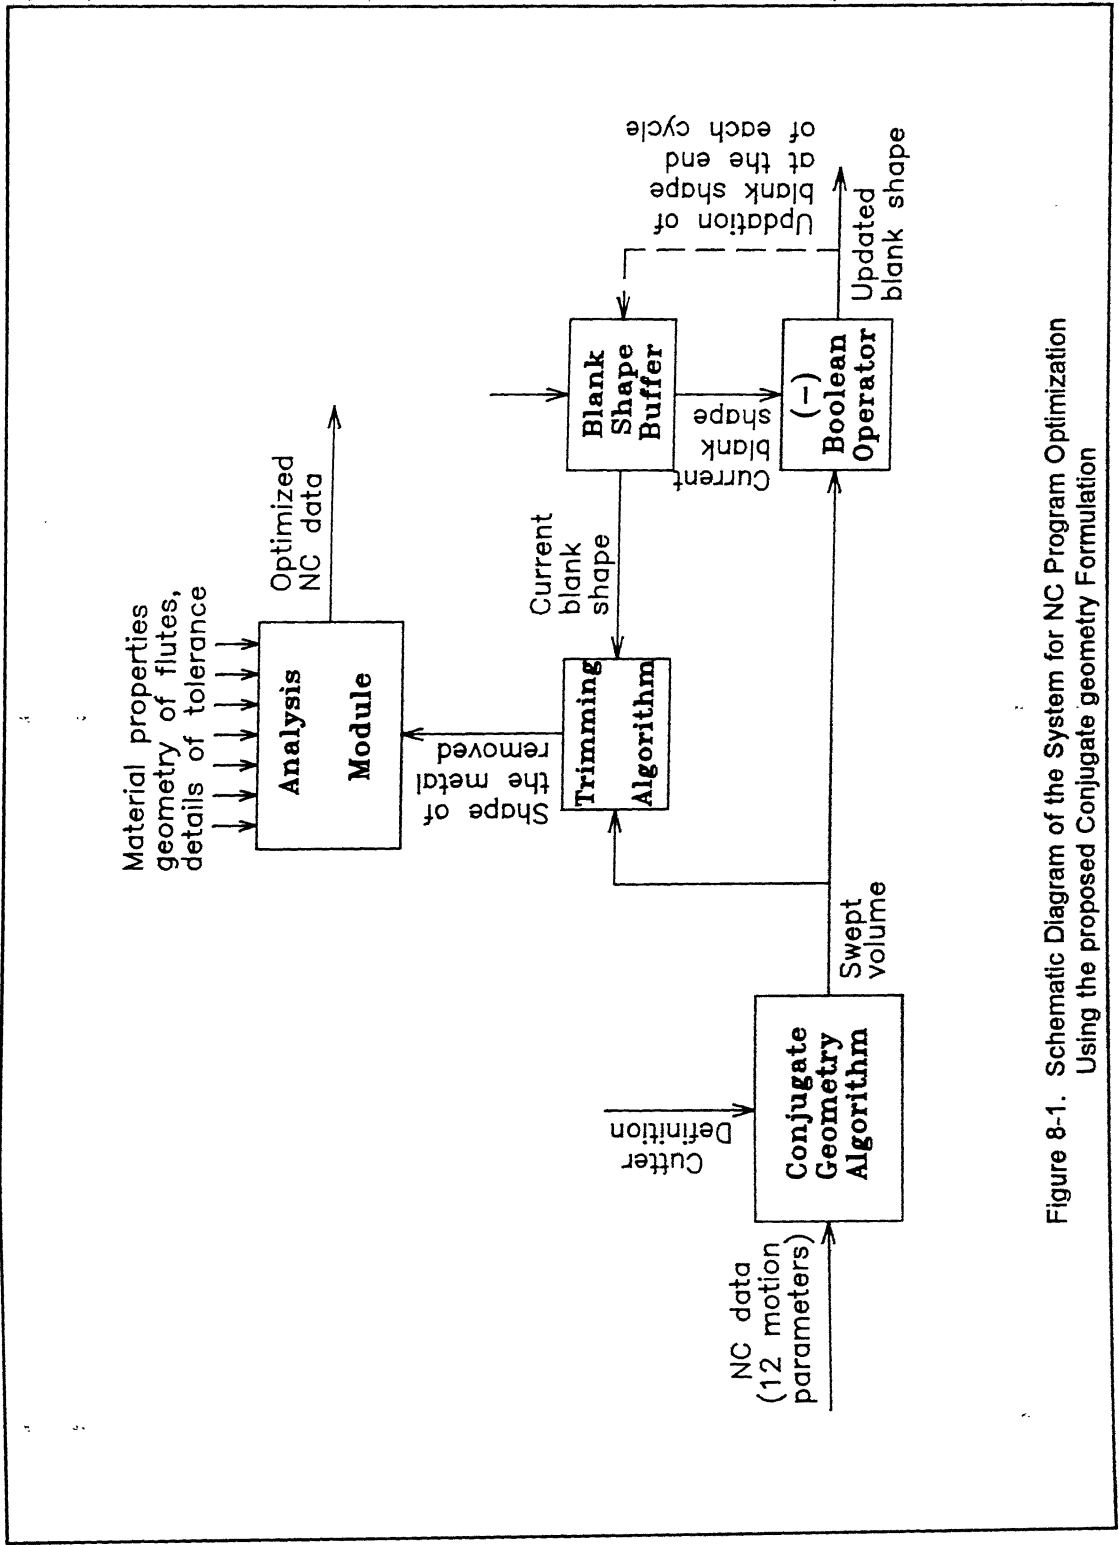 Material properties
geometry of flutes,
details of tolerance
Analysis
Module
Optimized
NC data
Shape of
the metal
removed
Trimming
Algorithm
Current
blank
shape
Blank
Shape
Buffer
Updation of
blank shape
at the end
of each cycle
Current
blank
shape
(-)
Boolean
Operator
Updated
blank shape
Cutter
Definition
NC data
(12 motion
parameters)
Conjugate
Geometry
Algorithm
Swept
volume
Figure 8-1. Schematic Diagram of the System for NC Program Optimization
Using the proposed Conjugate geometry Formulation